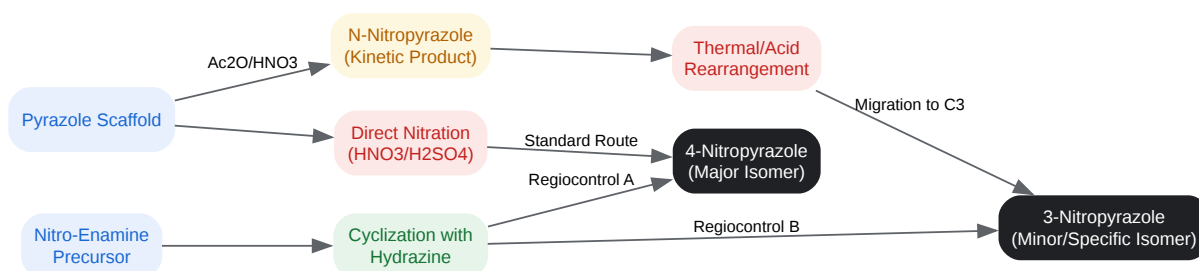 Pyrazole Scaffold
Ac2O/HNO3
N-Nitropyrazole
(Kinetic Product)
Thermal/Acid
Rearrangement
Migration to C3
Direct Nitration
(HNO3/H2SO4)
Standard Route
4-Nitropyrazole
(Major Isomer)
Regiocontrol A
Nitro-Enamine
Precursor
Cyclization with
Hydrazine
Regiocontrol B
3-Nitropyrazole
(Minor/Specific Isomer)